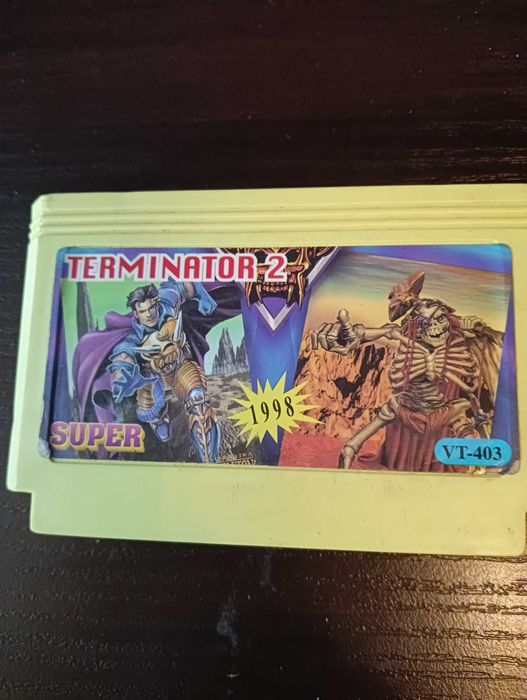 TERMINATOR 2
1998
SUPER
VT-403